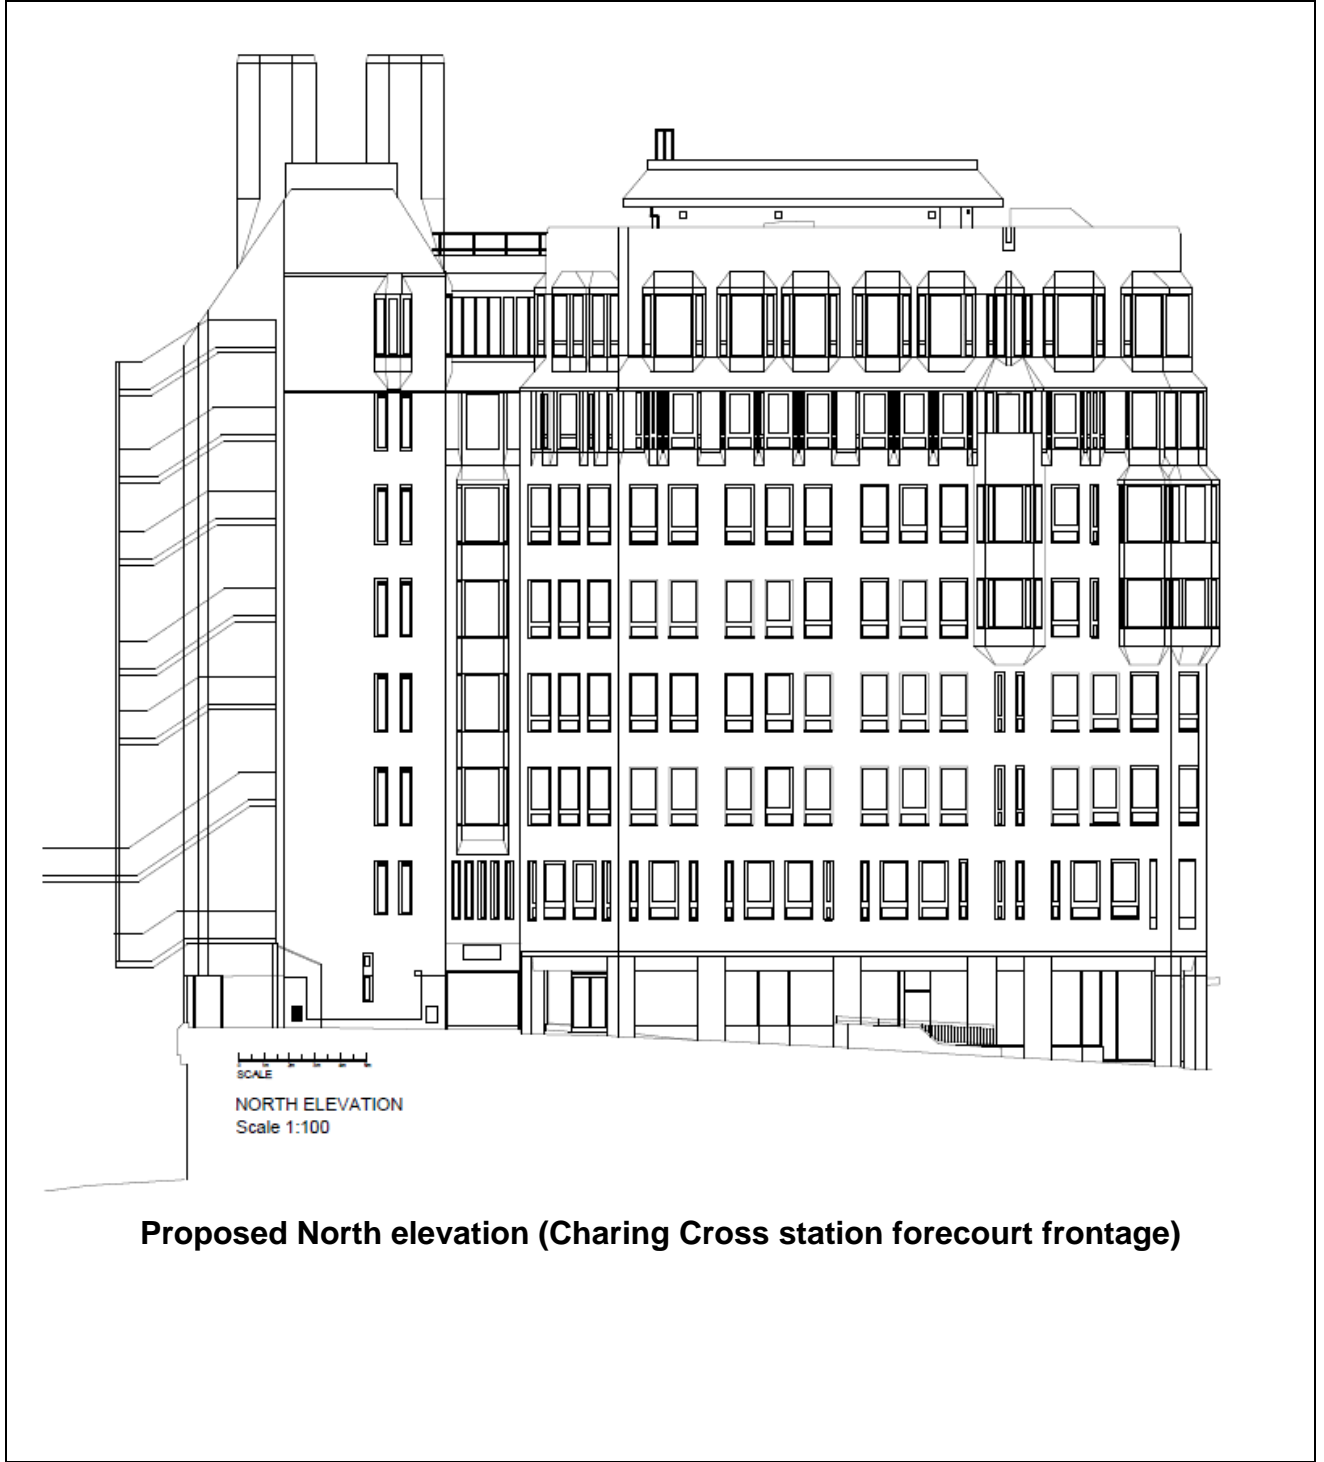 SCALE
NORTH ELEVATION
Scale 1:100
Proposed North elevation (Charing Cross station forecourt frontage)